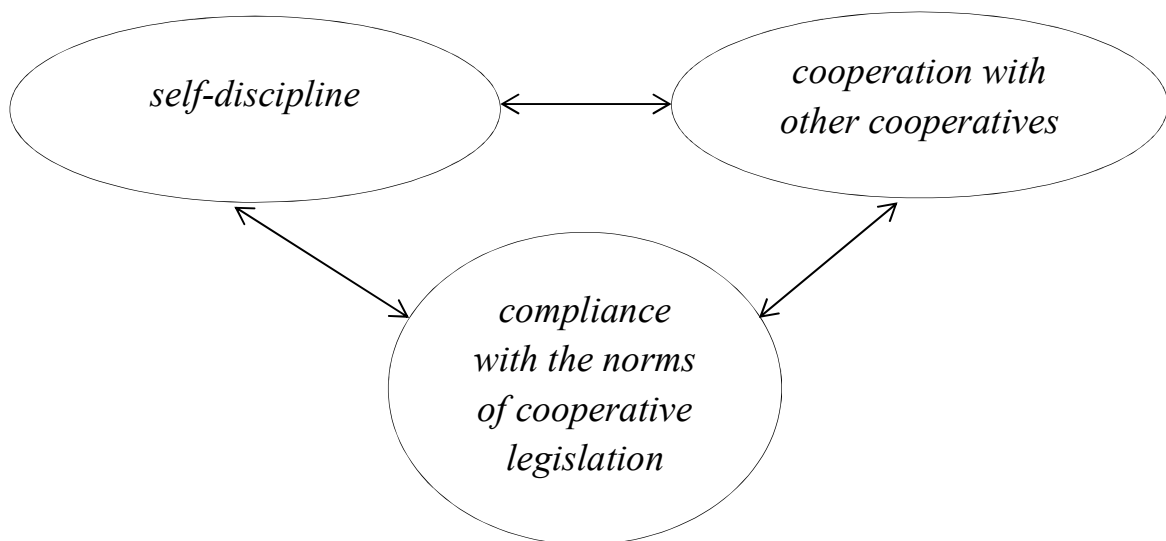 self-discipline
cooperation with
other cooperatives
compliance
with the norms
of cooperative
legislation